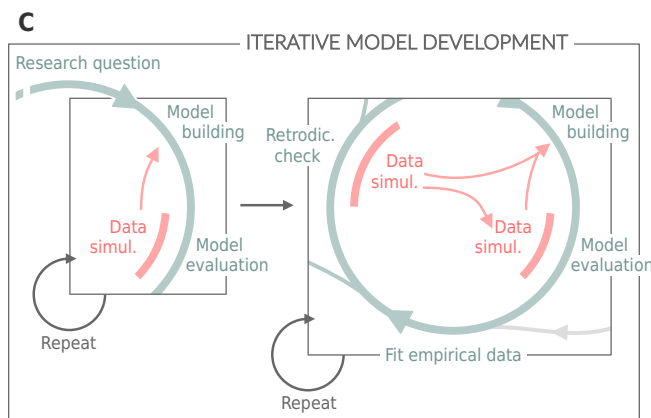 C
ITERATIVE MODEL DEVELOPMENT
Research question
Model
building
Data
simul.
Model
evaluation
Repeat
Retrodic.
check
Data
simul.
Model
building
Data
simul.
Model
evaluation
Fit empirical data
Repeat